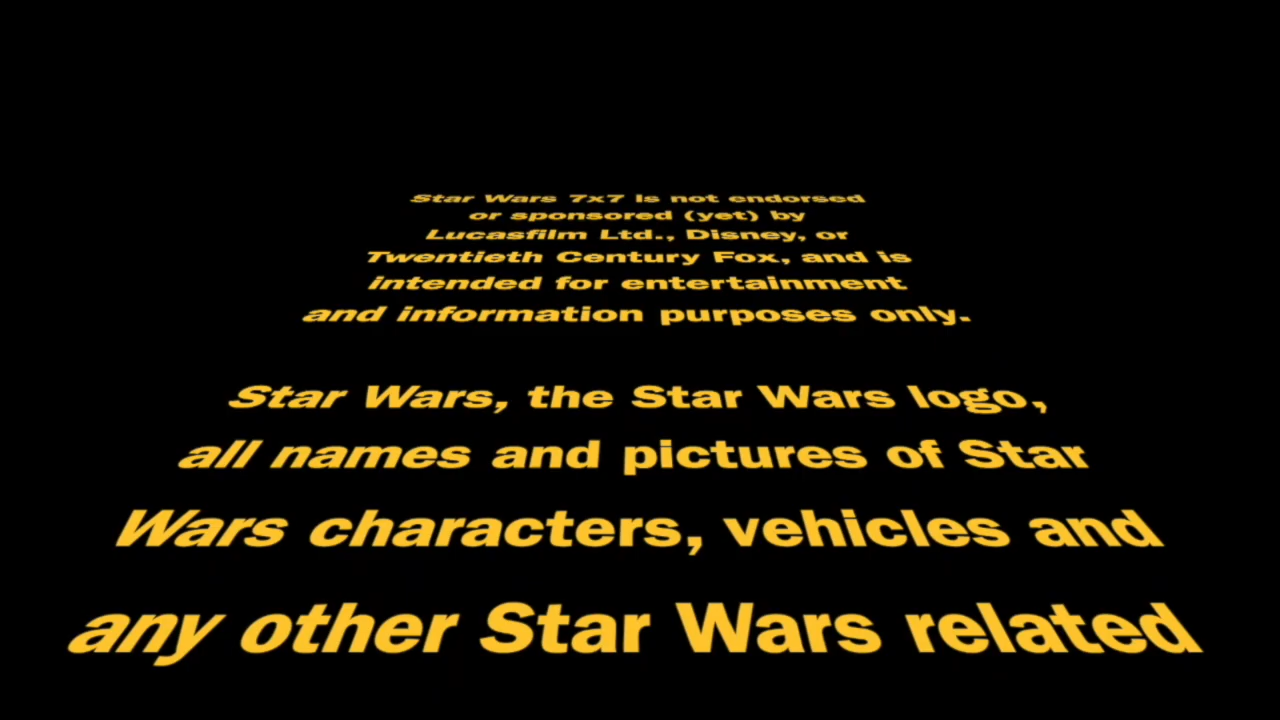 Star Wars 7x7 is not endorsed
or sponsored (yet) by
Lucasfilm Ltd., Disney, or
Twentieth Century Fox, and is
intended for entertainment
and information purposes only.
Star Wars, the Star Wars logo,
all names and pictures of Star
Wars characters, vehicles and
any other Star Wars related